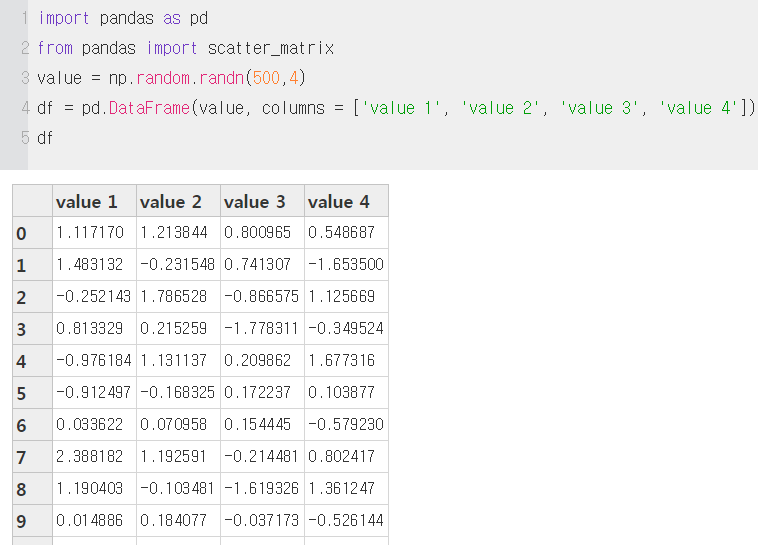 1 import pandas as pd
2 from pandas import scatter_matrix
3 value = np.random.randn(500,4)
4 df = pd.DataFrame(value, columns = ['value 1', 'value 2', 'value 3', 'value 4'])
5 df
value 1 value 2 value 3 value 4
0 1.117170 1.213844 0.800965 0.548687
1 1.483132 -0.231548 0.741307 -1.653500
2 -0.252143 1.786528 -0.866575 1.125669
3 0.813329 0.215259 -1.778311 -0.349524
4 -0.976184 1.131137 0.209862 1.677316
5 -0.912497 -0.168325 0.172237 0.103877
6 0.033622 0.070958 0.154445 -0.579230
7 2.388182 1.192591 -0.214481 0.802417
8 1.190403 -0.103481 -1.619326 1.361247
9 0.014886 0.184077 -0.037173 -0.526144